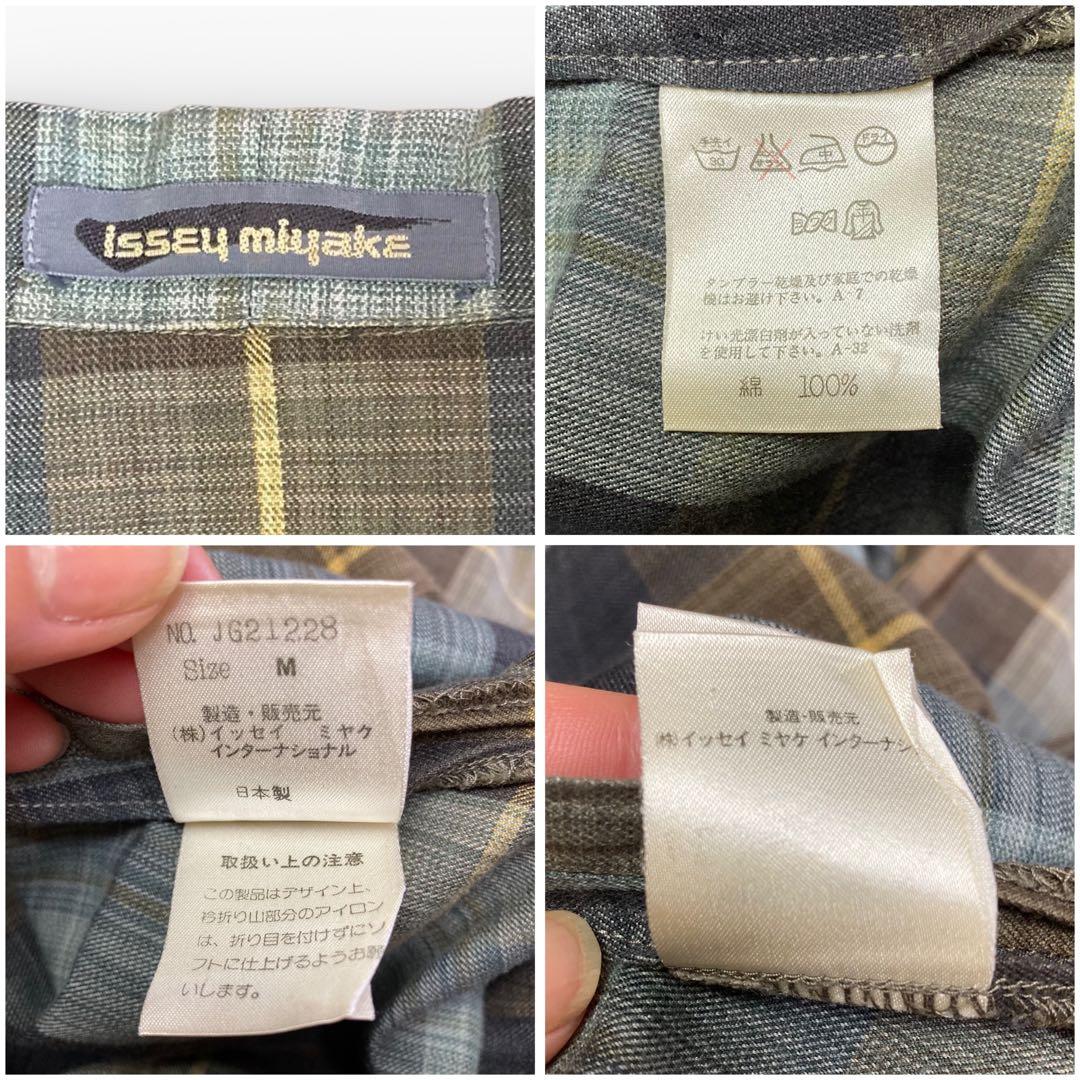 issey miyake
手洗イ
30
中
ドライ
タンブラー乾燥及び家庭での乾燥
機はお避け下さい。A-7
けい光漂白剤が入っていない洗剤
を使用して下さい。A-32
綿 100%
NO. JG21228
Size M
製造・販売元
(株)イッセイ ミヤケ
インターナショナル
日本製
取扱い上の注意
この製品はデザイン上、
衿折り山部分のアイロン
は、折り目を付けずにソ
フトに仕上げるようお願
いします。
製造・販売元
(株)イッセイ ミヤケ インターナシ